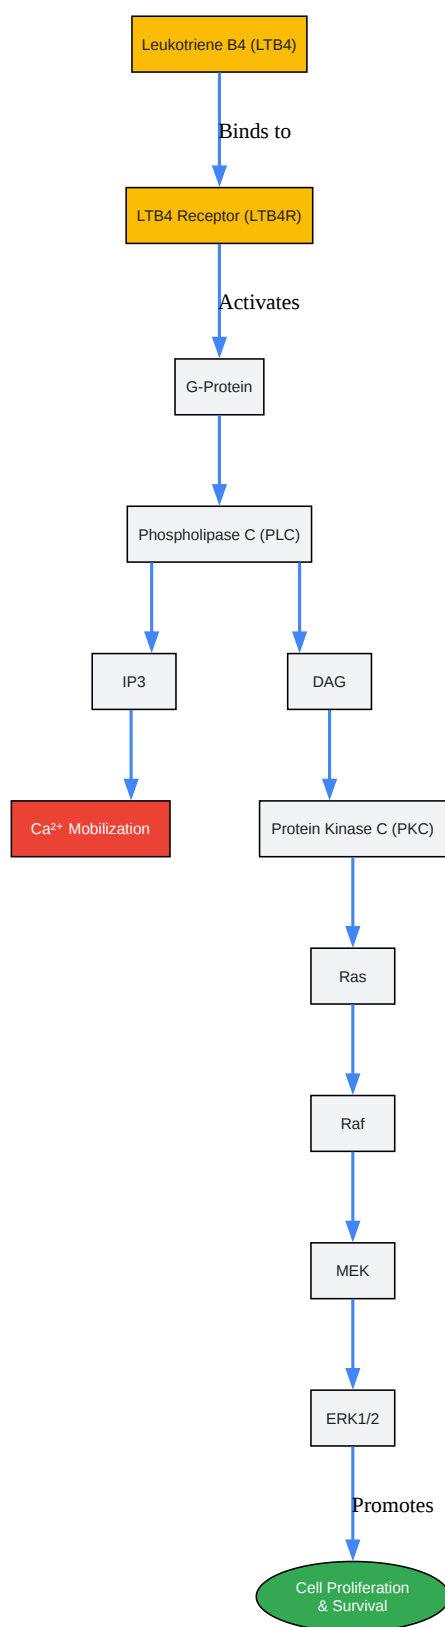 Leukotriene B4 (LTB4)
Binds to
LTB4 Receptor (LTB4R)
Activates
G-Protein
Phospholipase C (PLC)
IP3
DAG
Ca²⁺ Mobilization
Protein Kinase C (PKC)
Ras
Raf
MEK
ERK1/2
Promotes
Cell Proliferation
& Survival